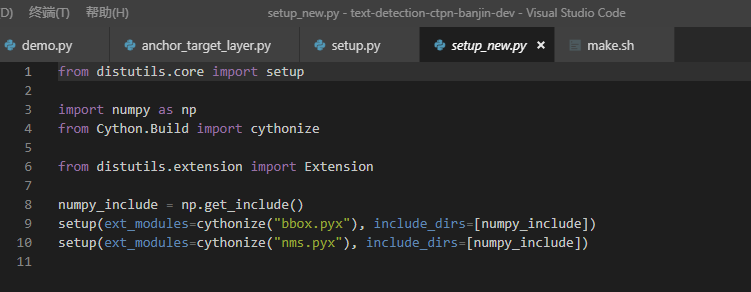 D) 终端(T) 帮助(H) setup_new.py - text-detection-ctpn-banjin-dev - Visual Studio Code
demo.py anchor_target_layer.py setup.py setup_new.py × make.sh
1 from distutils.core import setup
2
3 import numpy as np
4 from Cython.Build import cythonize
5
6 from distutils.extension import Extension
7
8 numpy_include = np.get_include()
9 setup(ext_modules=cythonize("bbox.pyx"), include_dirs=[numpy_include])
10 setup(ext_modules=cythonize("nms.pyx"), include_dirs=[numpy_include])
11